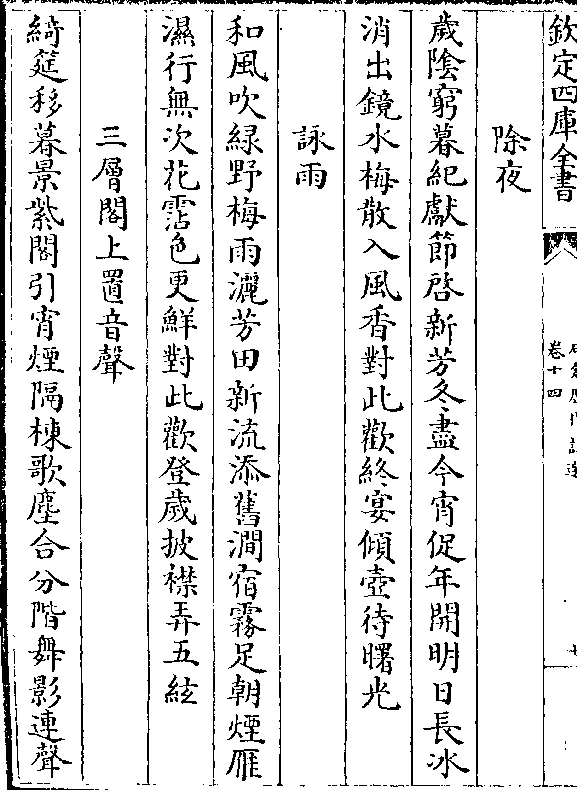 欽定四庫全書
卷十四
除夜
歲陰窮暮紀獻節啓新芳冬盡今宵促年開明日長冰
消出鏡水梅散入風香對此歡終宴傾壺待曙光
詠雨
和風吹緑野梅雨灑芳田新流添舊澗宿霧足朝煙雁
濕行無次花霑色更鮮對此歡登歲披襟弄五絃
三層閣上置音聲
綺筵移暮景紫閣引宵煙隔棟歌塵合分階舞影連聲